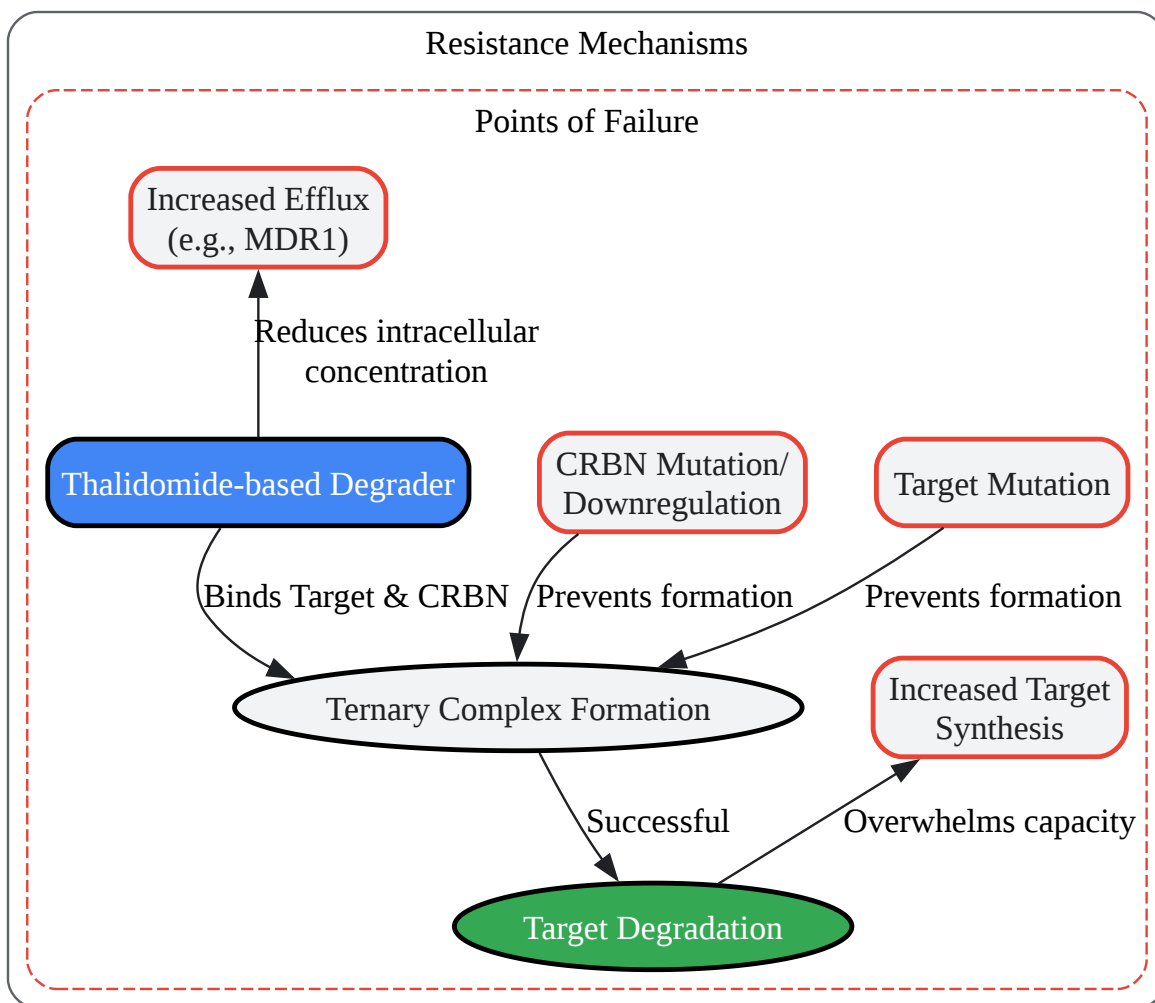 Resistance Mechanisms
Points of Failure
Increased Efflux
(e.g., MDR1)
Reduces intracellular
concentration
Thalidomide-based Degrader
CRBN Mutation/
Downregulation
Target Mutation
Binds Target & CRBN
Prevents formation
Prevents formation
Ternary Complex Formation
Increased Target
Synthesis
Successful
Overwhelms capacity
Target Degradation